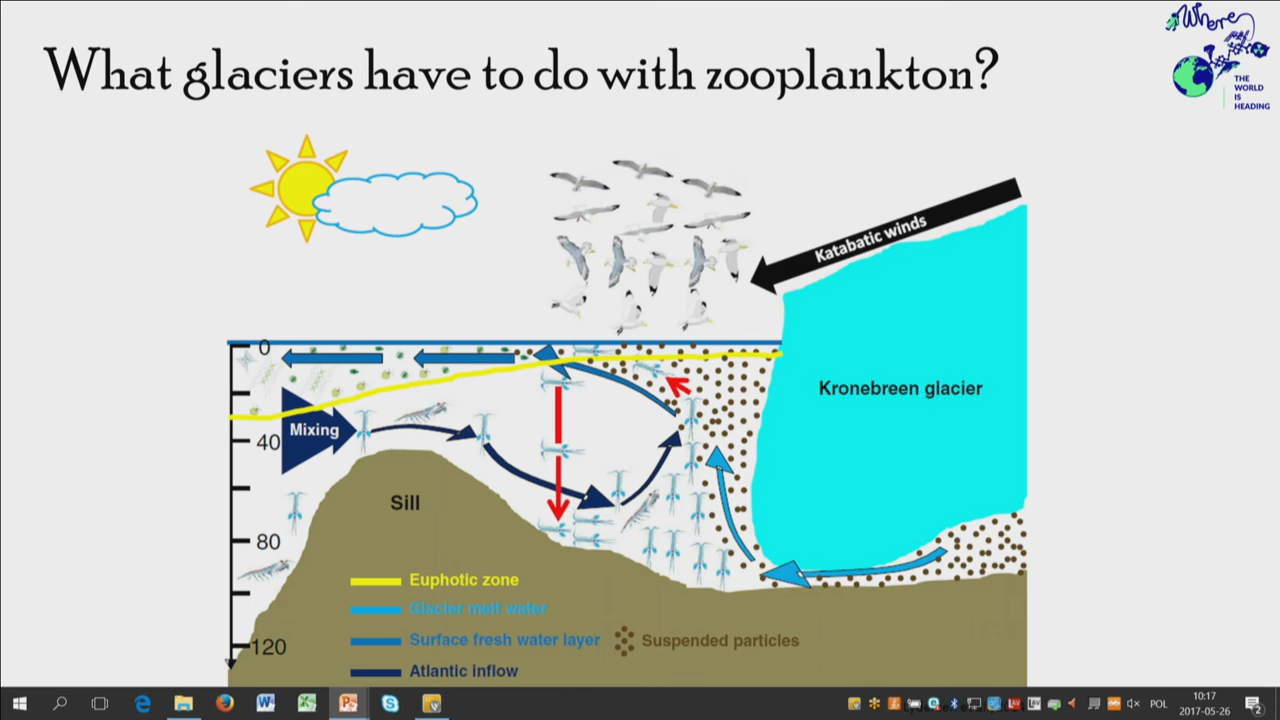 What glaciers have to do with zooplankton?
Where
THE
WORLD
IS
HEADING
Katabatic winds
0
Kronebreen glacier
Mixing
40
Sill
80
Euphotic zone
Glacier melt water
120
Surface fresh water layer
Suspended particles
Atlantic inflow
POL
10:17
2017-05-26
2